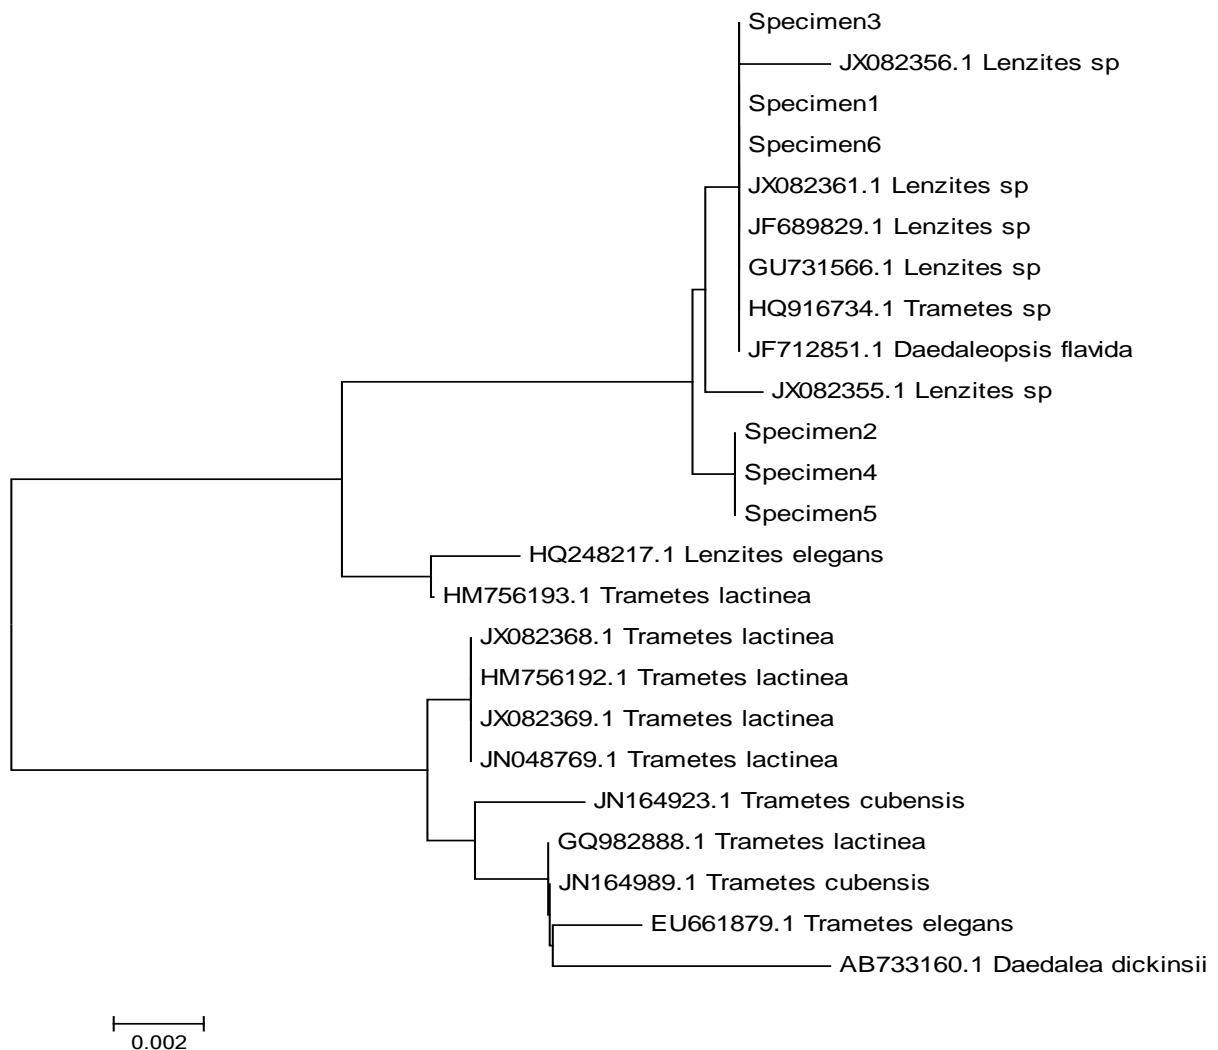 Specimen3
JX082356.1 Lenzites sp
Specimen1
Specimen6
JX082361.1 Lenzites sp
JF689829.1 Lenzites sp
GU731566.1 Lenzites sp
HQ916734.1 Trametes sp
JF712851.1 Daedaleopsis flavida
JX082355.1 Lenzites sp
Specimen2
Specimen4
Specimen5
HQ248217.1 Lenzites elegans
HM756193.1 Trametes lactinea
JX082368.1 Trametes lactinea
HM756192.1 Trametes lactinea
JX082369.1 Trametes lactinea
JN048769.1 Trametes lactinea
JN164923.1 Trametes cubensis
GQ982888.1 Trametes lactinea
JN164989.1 Trametes cubensis
EU661879.1 Trametes elegans
AB733160.1 Daedalea dickinsii
0.002